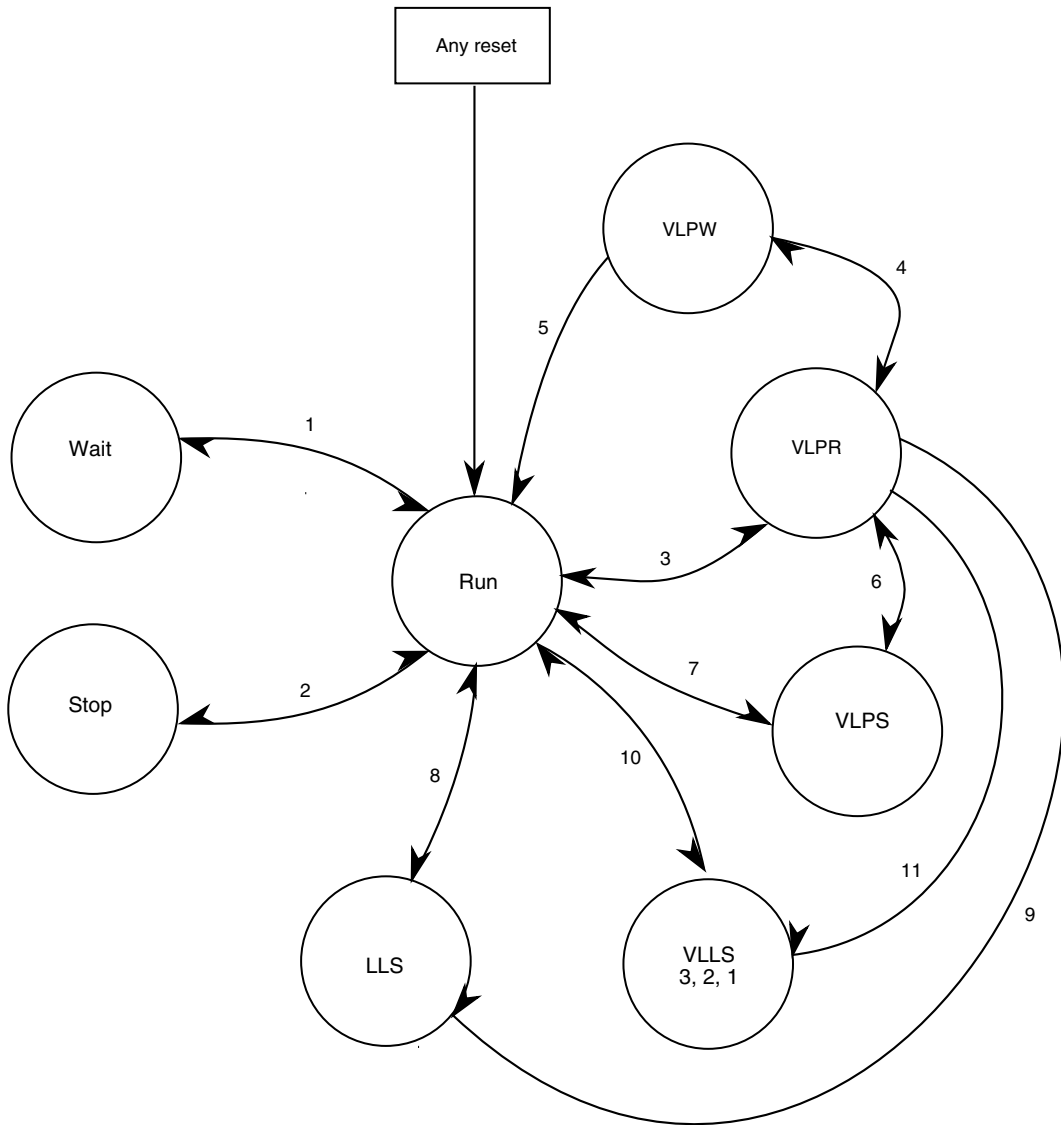 Any reset
VLPW
4
5
Wait
1
VLPR
3
Run
6
Stop
2
7
VLPS
8
10
11
9
LLS
VLLS
3, 2, 1